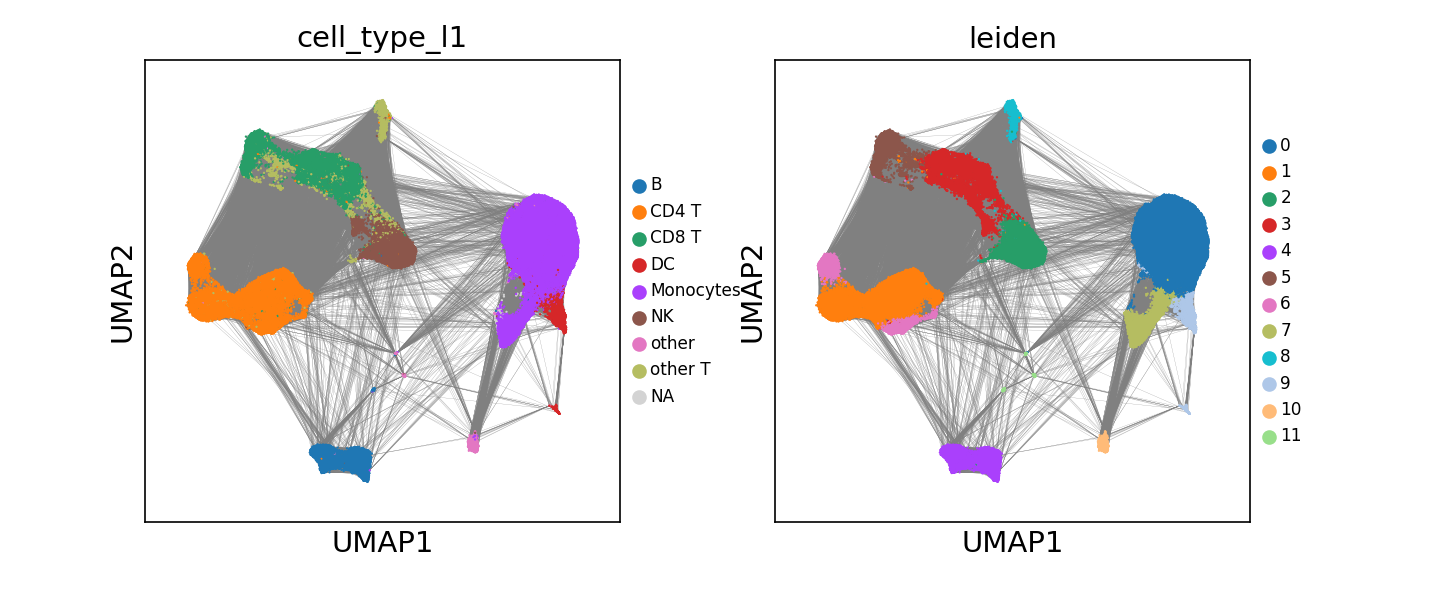 cell_type_l1
UMAP2
UMAP1
B
CD4 T
CD8 T
DC
Monocytes
NK
other
other T
NA
leiden
UMAP2
UMAP1
0
1
2
3
4
5
6
7
8
9
10
11